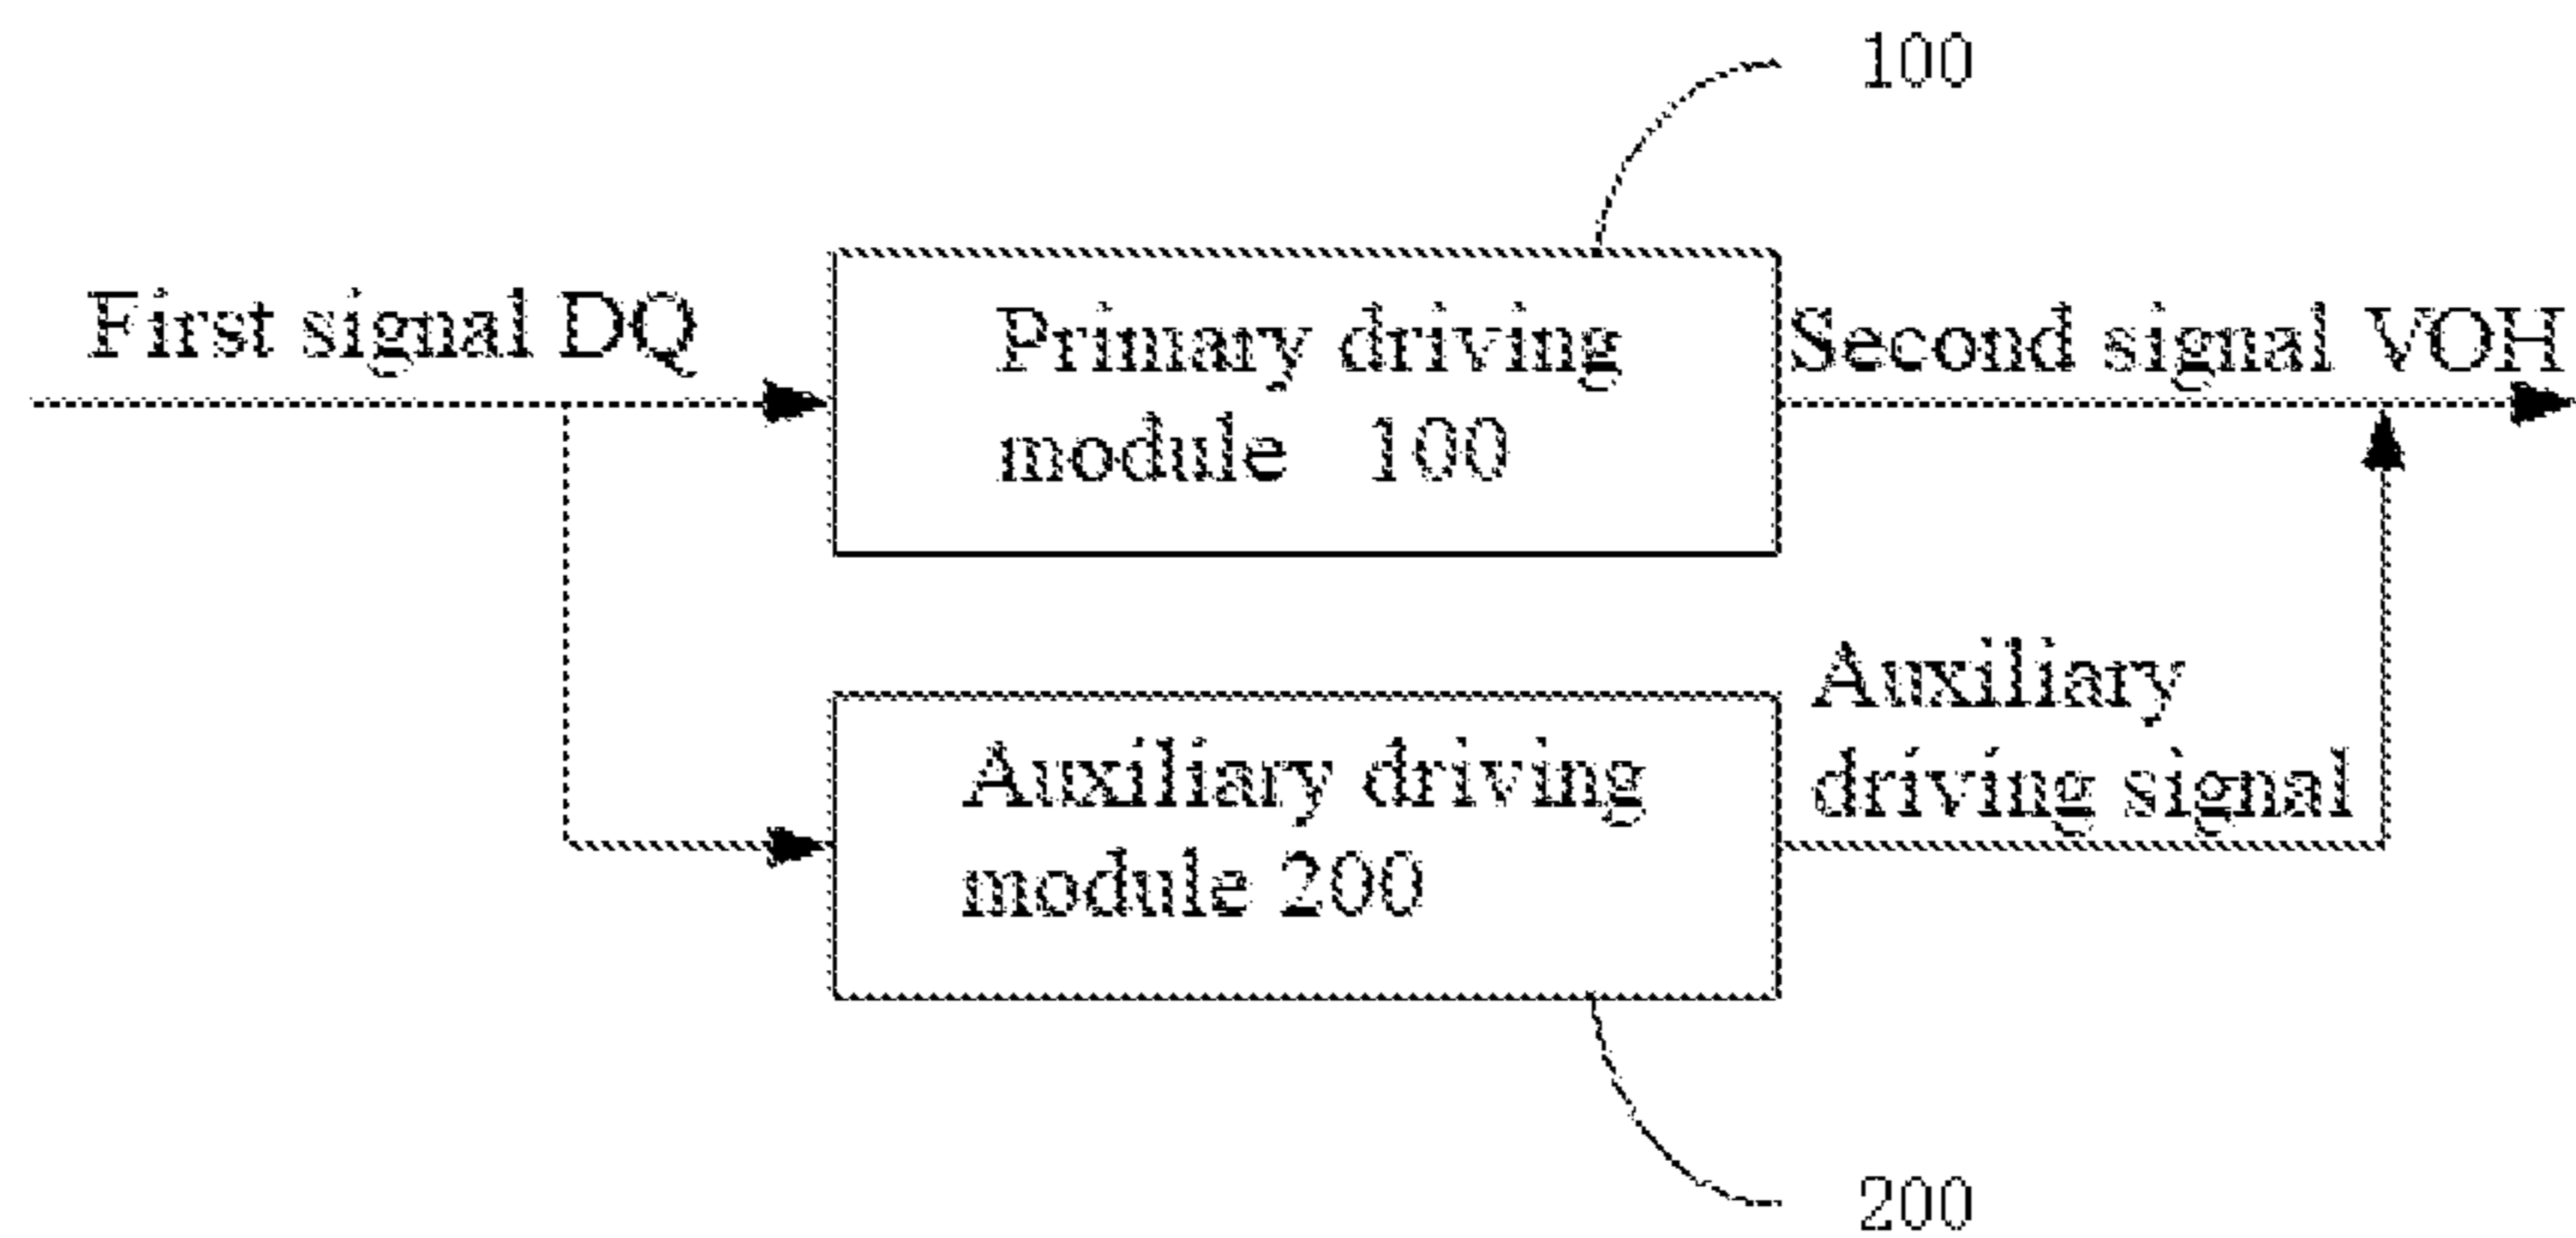 100
First signal DQ
Primary driving
module 100
Second signal VOH
Auxiliary driving
module 200
Auxiliary
driving signal
200